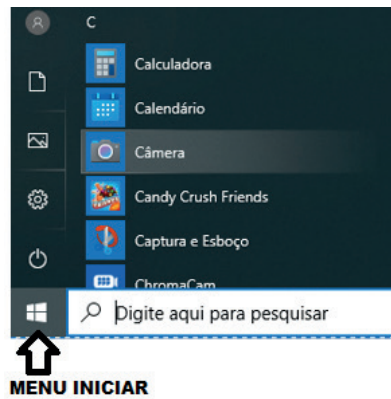 C
Calculadora
Calendário
Câmera
Candy Crush Friends
Captura e Esboço
ChromaCam
Digite aqui para pesquisar
MENU INICIAR